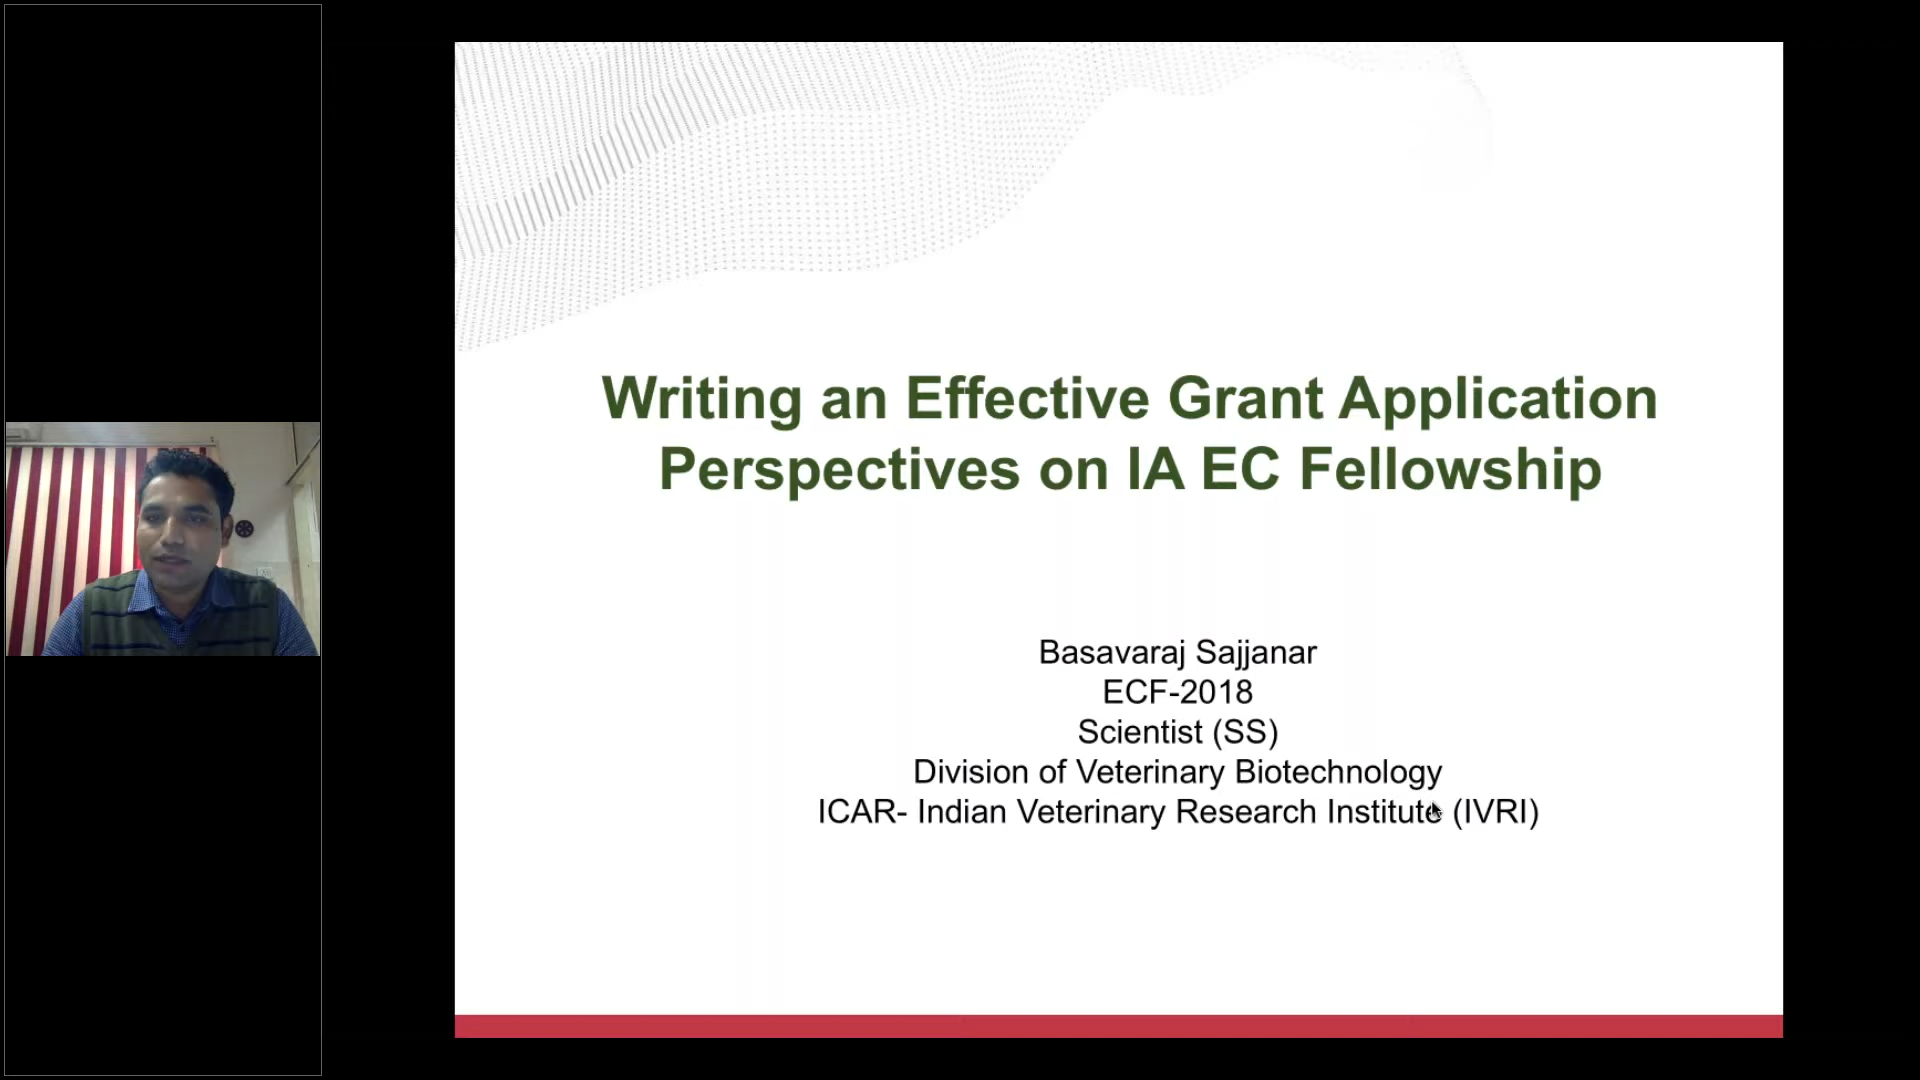 Writing an Effective Grant Application
Perspectives on IA EC Fellowship
Basavaraj Sajjanar
ECF-2018
Scientist (SS)
Division of Veterinary Biotechnology
ICAR- Indian Veterinary Research Institute (IVRI)